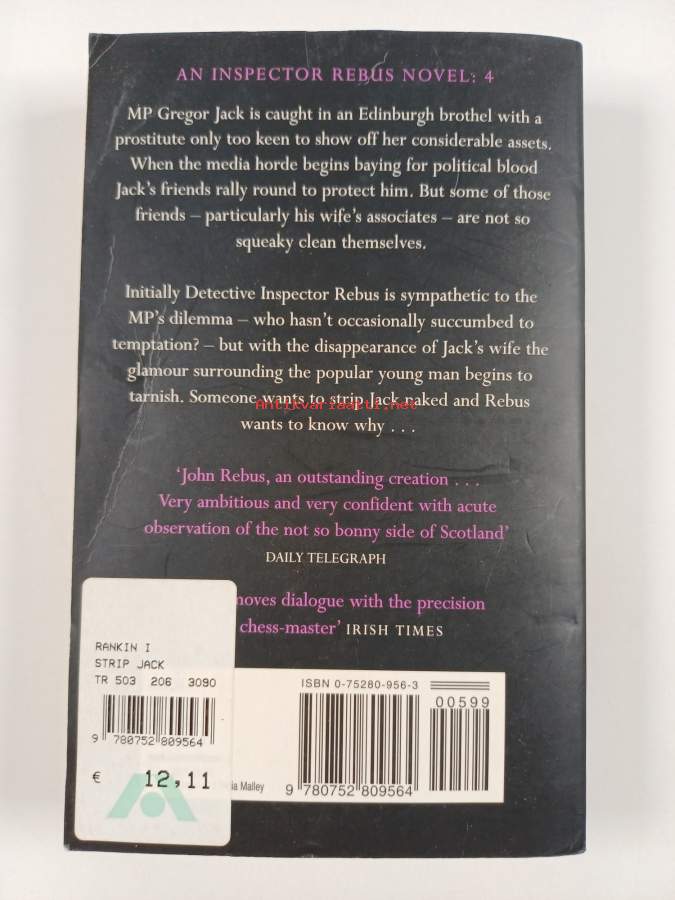 AN INSPECTOR REBUS NOVEL: 4
MP Gregor Jack is caught in an Edinburgh brothel with a
prostitute only too keen to show off her considerable assets.
When the media horde begins baying for political blood
Jack's friends rally round to protect him. But some of those
friends – particularly his wife's associates – are not so
squeaky clean themselves.
Initially Detective Inspector Rebus is sympathetic to the
MP's dilemma – who hasn't occasionally succumbed to
temptation? – but with the disappearance of Jack's wife the
glamour surrounding the popular young man begins to
tarnish. Someone wants to strip Jack naked and Rebus
Antikvariaatti.net
wants to know why . . .
'John Rebus, an outstanding creation . . .
Very ambitious and very confident with acute
observation of the not so bonny side of Scotland'
DAILY TELEGRAPH
moves dialogue with the precision
chess-master' IRISH TIMES
RANKIN I
STRIP JACK
TR 503 206 3090
9 780752 809564
€ 12,11
ISBN 0-75280-956-3
00599
Malley
9 780752 809564